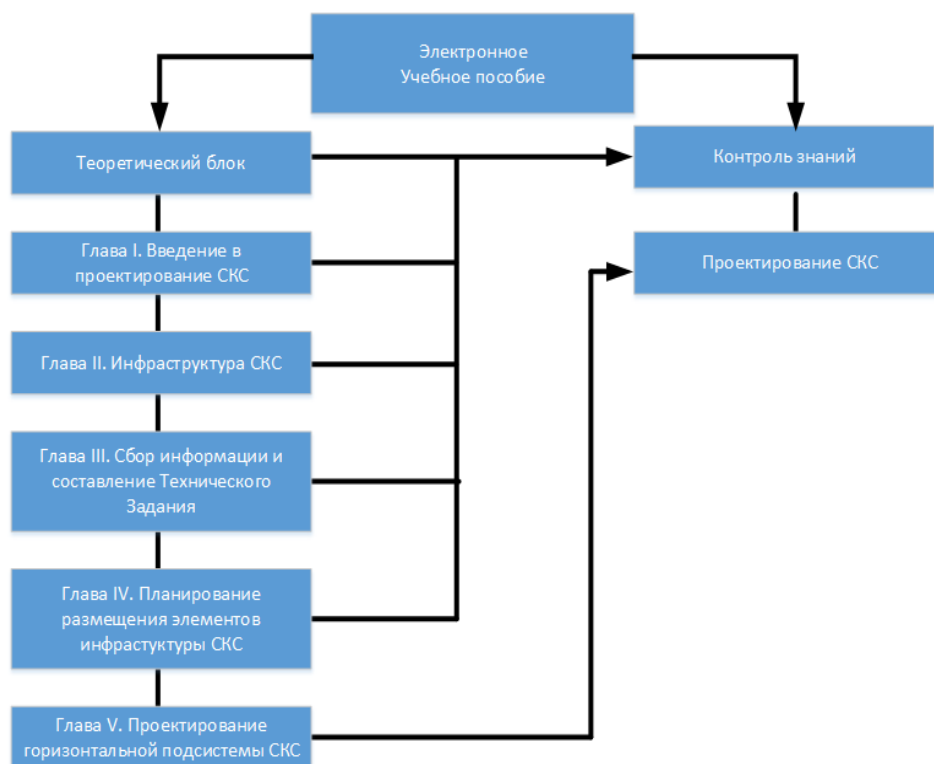 Электронное
Учебное пособие
Теоретический блок
Контроль знаний
Глава I. Введение в
проектирование СКС
Проектирование СКС
Глава II. Инфраструктура СКС
Глава III. Сбор информации и
составление Технического
Задания
Глава IV. Планирование
размещения элементов
инфрастуктуры СКС
Глава V. Проектирование
горизонтальной подсистемы СКС